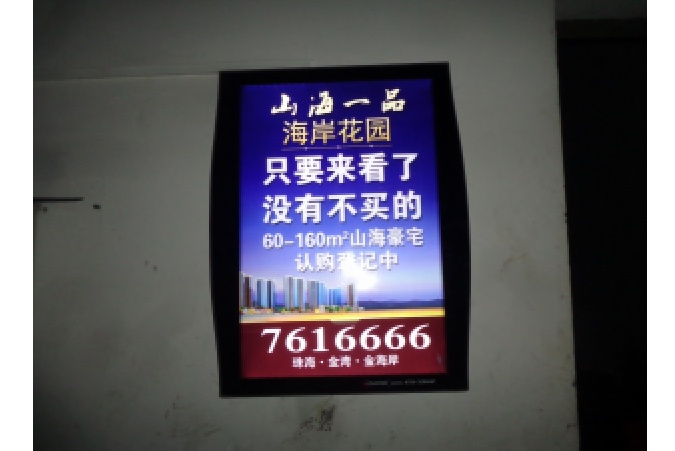 山海一品
海岸花园
只要来看了
没有不买的
60-160m²山海豪宅
认购登记中
7616666
珠海·金湾·金海岸